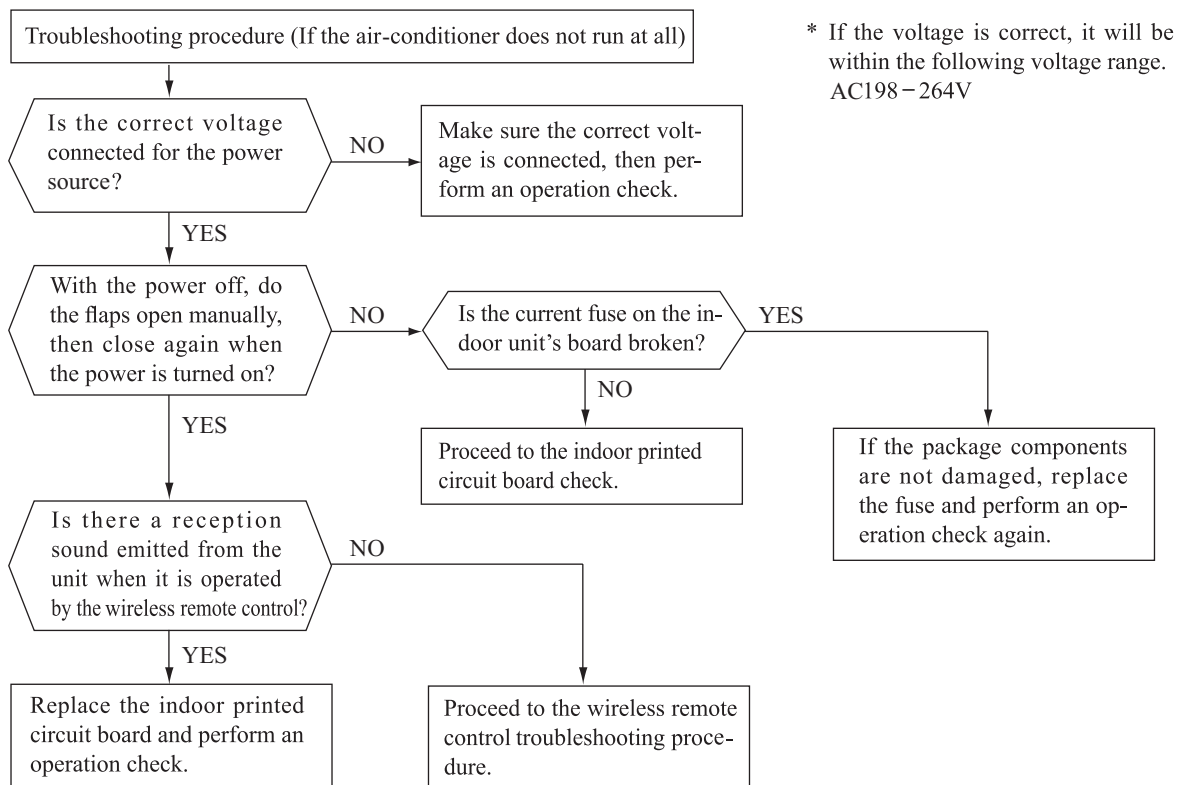 Troubleshooting procedure (If the air-conditioner does not run at all)
* If the voltage is correct, it will be
within the following voltage range.
AC198–264V
Is the correct voltage
connected for the power
source?
NO
Make sure the correct volt-
age is connected, then per-
form an operation check.
YES
With the power off, do
the flaps open manually,
then close again when
the power is turned on?
NO
Is the current fuse on the in-
door unit's board broken?
YES
NO
YES
Proceed to the indoor printed
circuit board check.
If the package components
are not damaged, replace
the fuse and perform an op-
eration check again.
Is there a reception
sound emitted from the
unit when it is operated
by the wireless remote control?
NO
YES
Replace the indoor printed
circuit board and perform an
operation check.
Proceed to the wireless remote
control troubleshooting proce-
dure.